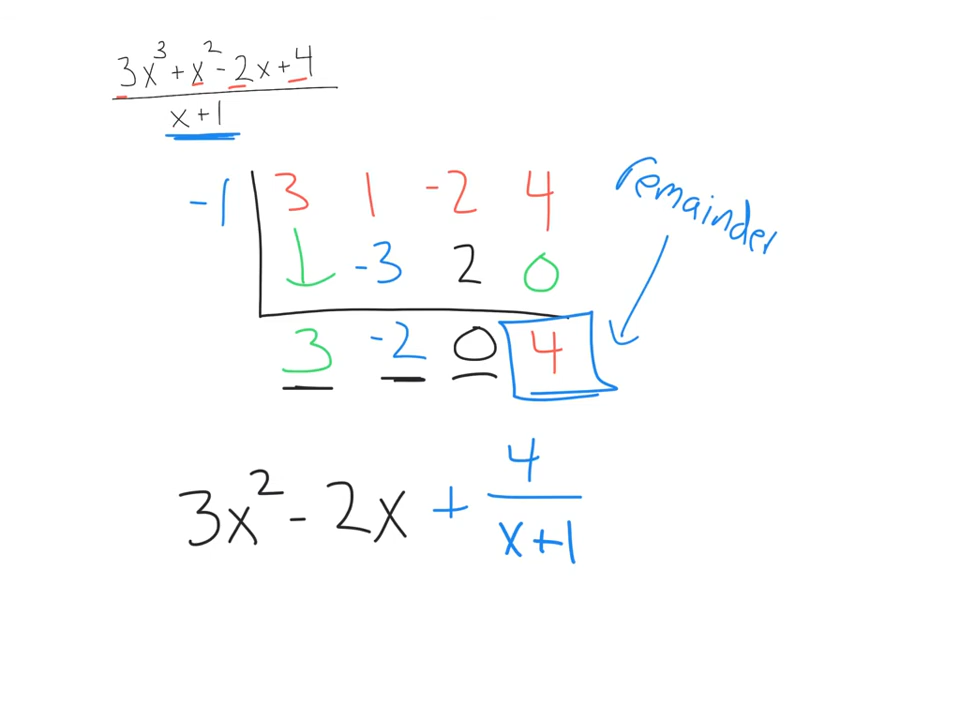 3x³ + x² - 2x + 4
x + 1
remainder
-1 3 1 -2 4
-3 2 0
3 -2 0 4
3x² - 2x + 4
x + 1